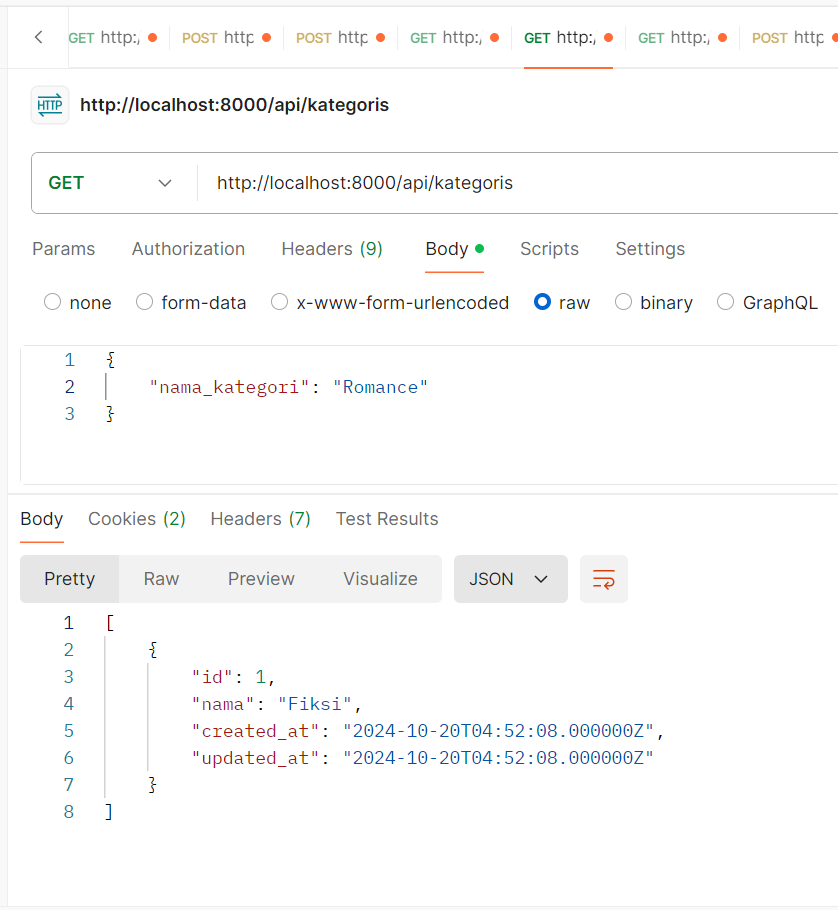 GET http:/ POST http POST http GET http:/ GET http:/ GET http:/ POST http
HTTP http://localhost:8000/api/kategoris
GET http://localhost:8000/api/kategoris
Params Authorization Headers (9) Body Scripts Settings
none form-data x-www-form-urlencoded raw binary GraphQL
1 {
2 "nama_kategori": "Romance"
3 }
Body Cookies (2) Headers (7) Test Results
Pretty Raw Preview Visualize JSON
1 [
2 {
3 "id": 1,
4 "nama": "Fiksi",
5 "created_at": "2024-10-20T04:52:08.000000Z",
6 "updated_at": "2024-10-20T04:52:08.000000Z"
7 }
8 ]